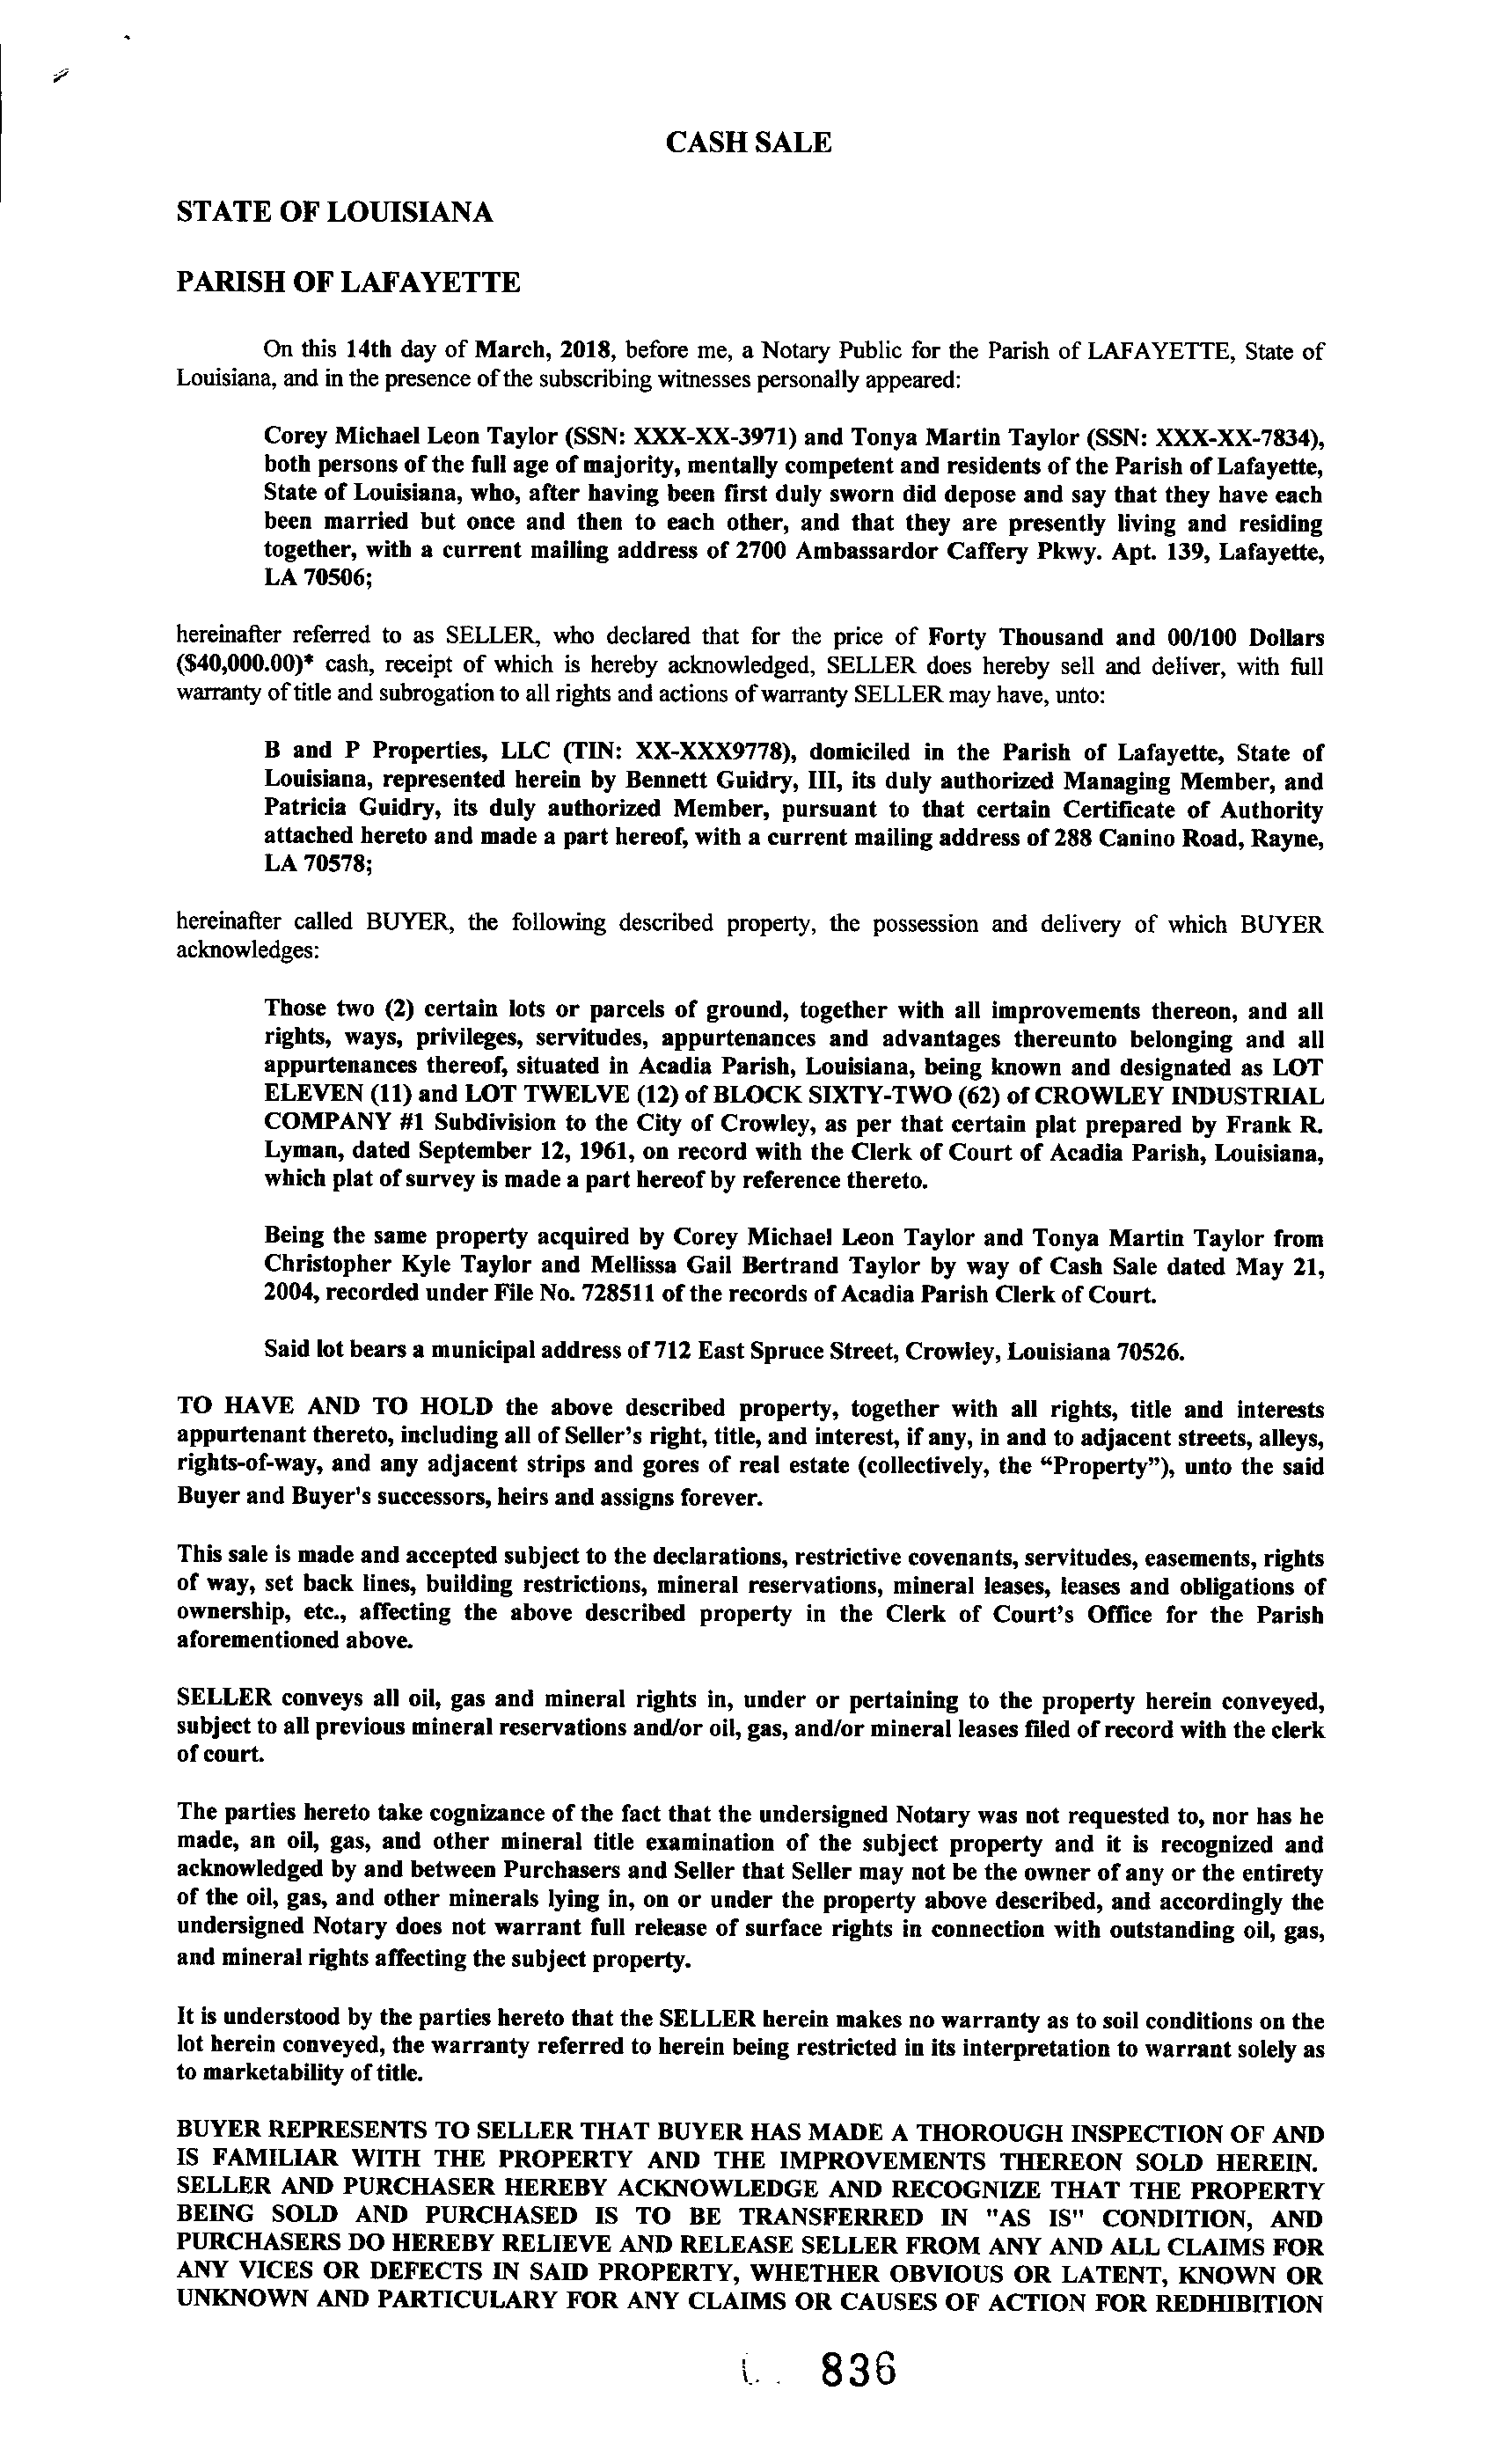 CASH SALE
STATE OF LOUISIANA
PARISH OF LAFAYETTE
On this 14th day of March, 2018, before me, a Notary Public for the Parish of LAFAYETTE, State of
Louisiana, and in the presence of the subscribing witnesses personally appeared:
Corey Michael Leon Taylor (SSN: XXX-XX-3971) and Tonya Martin Taylor (SSN: XXX-XX-7834),
both persons of the full age of majority, mentally competent and residents of the Parish of Lafayette,
State of Louisiana, who, after having been first duly sworn did depose and say that they have each
been married but once and then to each other, and that they are presently living and residing
together, with a current mailing address of 2700 Ambassardor Caffery Pkwy. Apt. 139, Lafayette,
LA 70506;
hereinafter referred to as SELLER, who declared that for the price of Forty Thousand and 00/100 Dollars
($40,000.00)* cash, receipt of which is hereby acknowledged, SELLER does hereby sell and deliver, with full
warranty of title and subrogation to all rights and actions of warranty SELLER may have, unto:
B and P Properties, LLC (TIN: XX-XXX9778), domiciled in the Parish of Lafayette, State of
Louisiana, represented herein by Bennett Guidry, III, its duly authorized Managing Member, and
Patricia Guidry, its duly authorized Member, pursuant to that certain Certificate of Authority
attached hereto and made a part hereof, with a current mailing address of 288 Canino Road, Rayne,
LA 70578;
hereinafter called BUYER, the following described property, the possession and delivery of which BUYER
acknowledges:
Those two (2) certain lots or parcels of ground, together with all improvements thereon, and all
rights, ways, privileges, servitudes, appurtenances and advantages thereunto belonging and all
appurtenances thereof, situated in Acadia Parish, Louisiana, being known and designated as LOT
ELEVEN (11) and LOT TWELVE (12) of BLOCK SIXTY-TWO (62) of CROWLEY INDUSTRIAL
COMPANY #1 Subdivision to the City of Crowley, as per that certain plat prepared by Frank R.
Lyman, dated September 12, 1961, on record with the Clerk of Court of Acadia Parish, Louisiana,
which plat of survey is made a part hereof by reference thereto.
Being the same property acquired by Corey Michael Leon Taylor and Tonya Martin Taylor from
Christopher Kyle Taylor and Mellissa Gail Bertrand Taylor by way of Cash Sale dated May 21,
2004, recorded under File No. 728511 of the records of Acadia Parish Clerk of Court.
Said lot bears a municipal address of 712 East Spruce Street, Crowley, Louisiana 70526.
TO HAVE AND TO HOLD the above described property, together with all rights, title and interests
appurtenant thereto, including all of Seller’s right, title, and interest, if any, in and to adjacent streets, alleys,
rights-of-way, and any adjacent strips and gores of real estate (collectively, the “Property”), unto the said
Buyer and Buyer's successors, heirs and assigns forever.
This sale is made and accepted subject to the declarations, restrictive covenants, servitudes, easements, rights
of way, set back lines, building restrictions, mineral reservations, mineral leases, leases and obligations of
ownership, etc., affecting the above described property in the Clerk of Court’s Office for the Parish
aforementioned above.
SELLER conveys all oil, gas and mineral rights in, under or pertaining to the property herein conveyed,
subject to all previous mineral reservations and/or oil, gas, and/or mineral leases filed of record with the clerk
of court.
The parties hereto take cognizance of the fact that the undersigned Notary was not requested to, nor has he
made, an oil, gas, and other mineral title examination of the subject property and it is recognized and
acknowledged by and between Purchasers and Seller that Seller may not be the owner of any or the entirety
of the oil, gas, and other minerals lying in, on or under the property above described, and accordingly the
undersigned Notary does not warrant full release of surface rights in connection with outstanding oil, gas,
and mineral rights affecting the subject property.
It is understood by the parties hereto that the SELLER herein makes no warranty as to soil conditions on the
lot herein conveyed, the warranty referred to herein being restricted in its interpretation to warrant solely as
to marketability of title.
BUYER REPRESENTS TO SELLER THAT BUYER HAS MADE A THOROUGH INSPECTION OF AND
IS FAMILIAR WITH THE PROPERTY AND THE IMPROVEMENTS THEREON SOLD HEREIN.
SELLER AND PURCHASER HEREBY ACKNOWLEDGE AND RECOGNIZE THAT THE PROPERTY
BEING SOLD AND PURCHASED IS TO BE TRANSFERRED IN "AS IS" CONDITION, AND
PURCHASERS DO HEREBY RELIEVE AND RELEASE SELLER FROM ANY AND ALL CLAIMS FOR
ANY VICES OR DEFECTS IN SAID PROPERTY, WHETHER OBVIOUS OR LATENT, KNOWN OR
UNKNOWN AND PARTICULARY FOR ANY CLAIMS OR CAUSES OF ACTION FOR REDHIBITION
836